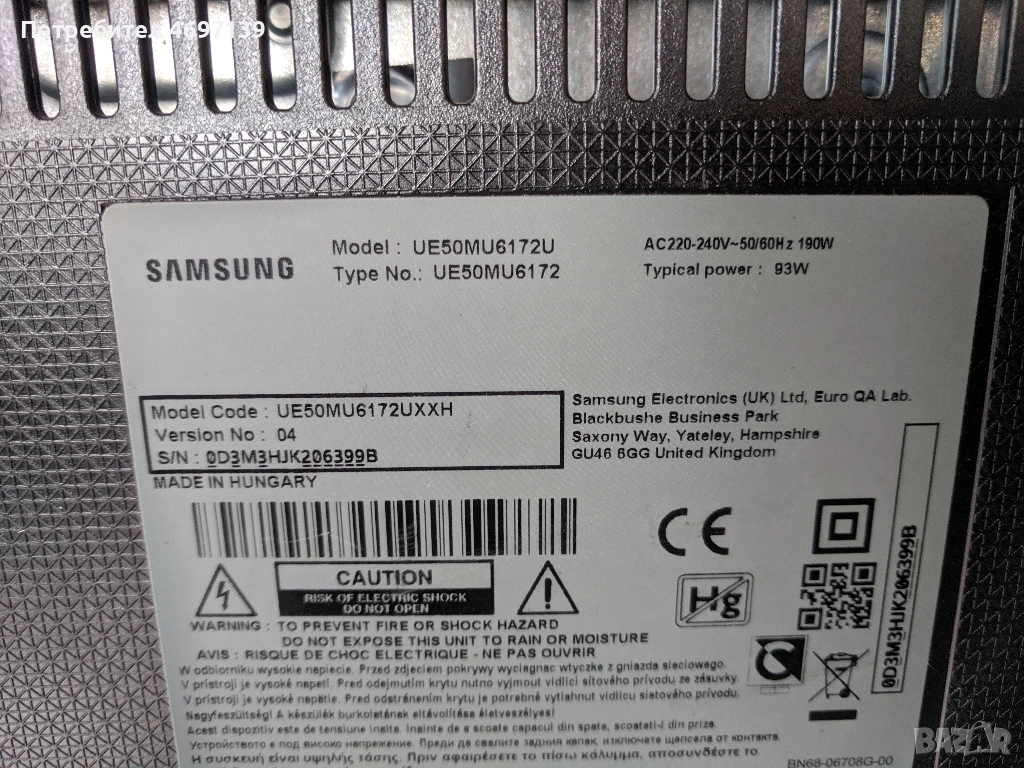 Потребител14697139
SAMSUNG
Model : UE50MU6172U
Type No.: UE50MU6172
AC220-240V~50/60Hz 190W
Typical power : 93W
Model Code : UE50MU6172UXXH
Version No : 04
S/N : 0D3M3HJK206399B
MADE IN HUNGARY
Samsung Electronics (UK) Ltd, Euro QA Lab.
Blackbushe Business Park
Saxony Way, Yateley, Hampshire
GU46 6GG United Kingdom
CE
Hg
0D3M3HJK206399B
CAUTION
RISK OF ELECTRIC SHOCK
DO NOT OPEN
WARNING : TO PREVENT FIRE OR SHOCK HAZARD
DO NOT EXPOSE THIS UNIT TO RAIN OR MOISTURE
AVIS : RISQUE DE CHOC ELECTRIQUE - NE PAS OUVRIR
W odbiorniku wysokie napiecie. Przed zdjeciem pokrywy wyciagnac wtyczke z gniazda sieciowego.
V prístroji je vysoké napetí. Pred odejmutím krytu nutno vyjmout vidlici sítového prívodu ze zásuvky.
V prístroji je vysoké napetie. Pred odstránením krytu je potrebné vytiahnut vidlicu sietového prívodu.
Nagyfeszültség! A készülék burkolatának eltávolítása életveszélyes!
Acest dispozitiv este de tensiune inalta. Inainte de a scoate capacul din spate, scoateti-l din priza.
Устройството е под високо напрежение. Преди да свалите задния капак, изключете щепсела от контакта.
Η συσκευή είναι υψηλής τάσης. Πριν αφαιρέσετε το πίσω κάλυμμα, αποσυνδέστε το
BN68-06708G-00
BAZAR